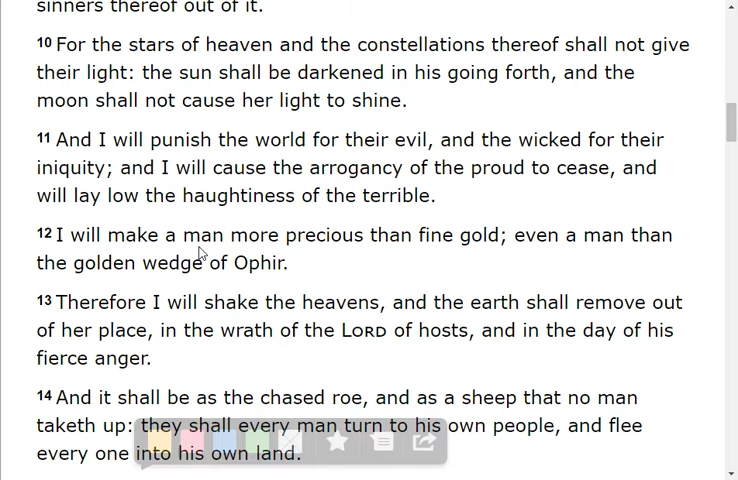 sinners thereof out of it.
10 For the stars of heaven and the constellations thereof shall not give
their light: the sun shall be darkened in his going forth, and the
moon shall not cause her light to shine.
11 And I will punish the world for their evil, and the wicked for their
iniquity; and I will cause the arrogancy of the proud to cease, and
will lay low the haughtiness of the terrible.
12 I will make a man more precious than fine gold; even a man than
the golden wedge of Ophir.
13 Therefore I will shake the heavens, and the earth shall remove out
of her place, in the wrath of the LORD of hosts, and in the day of his
fierce anger.
14 And it shall be as the chased roe, and as a sheep that no man
taketh up: they shall every man turn to his own people, and flee
every one into his own land.